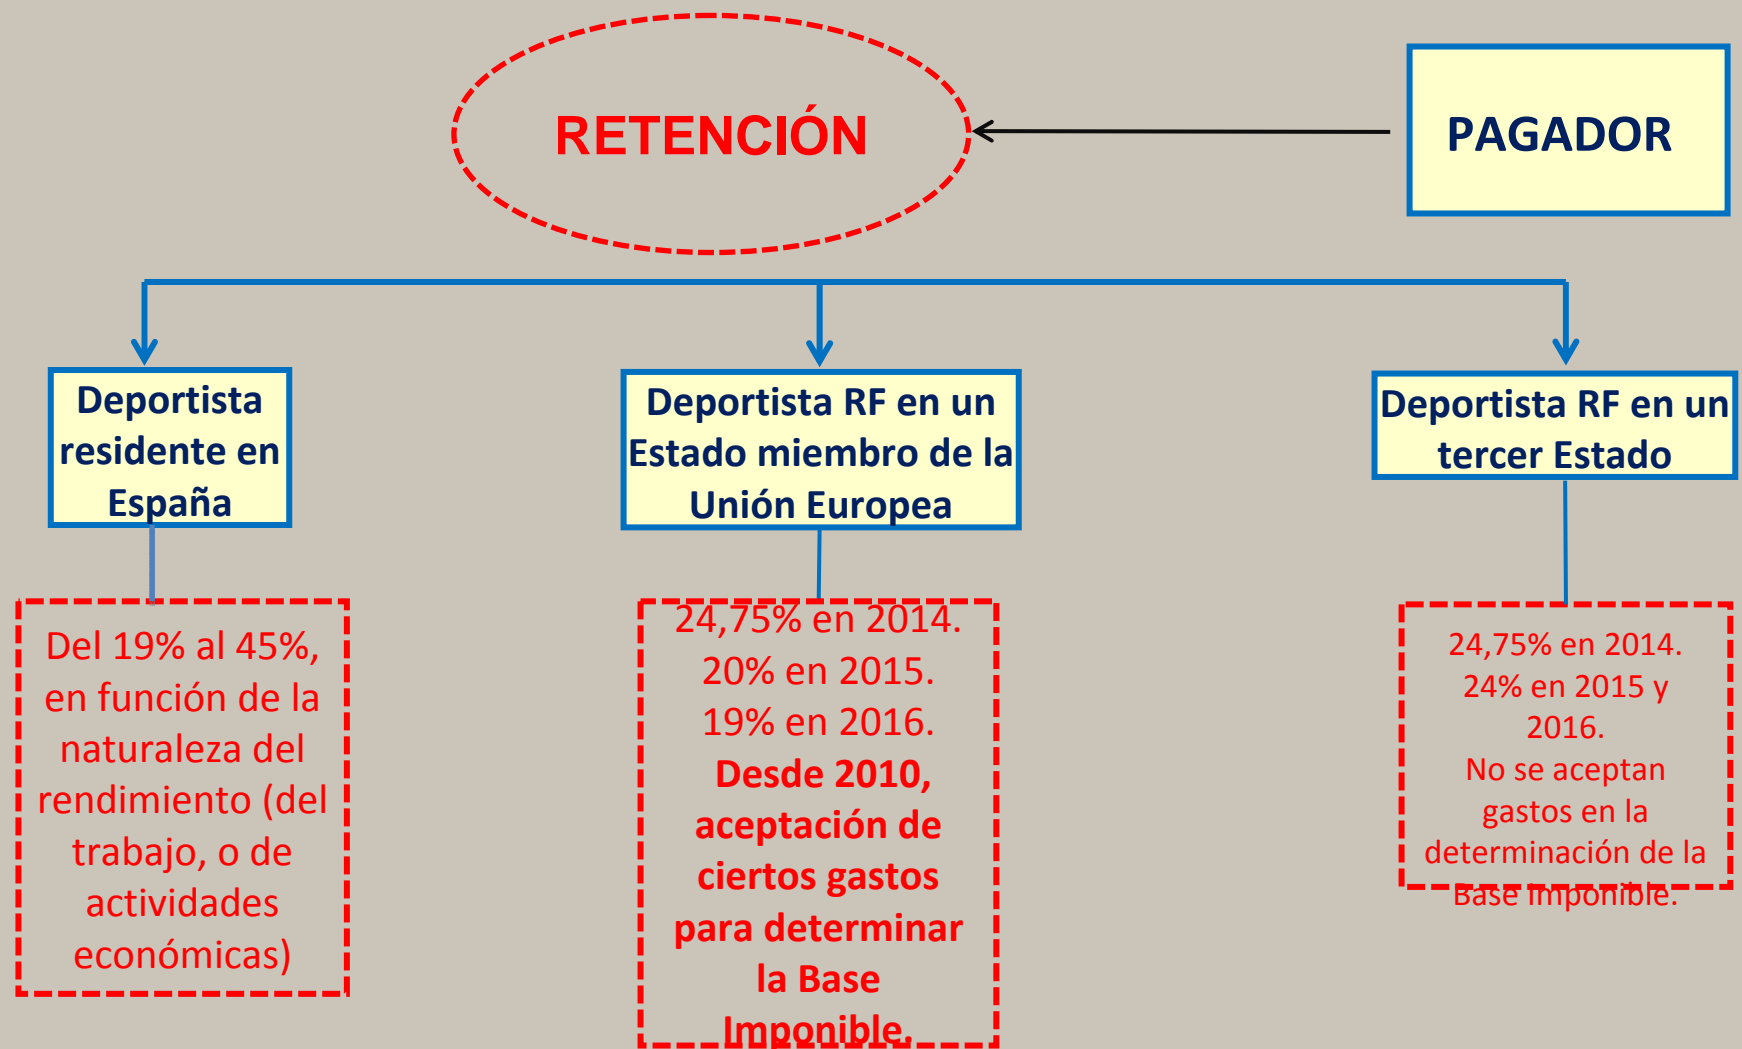 RETENCIÓN
PAGADOR
Deportista
residente en
España
Deportista RF en un
Estado miembro de la
Unión Europea
Deportista RF en un
tercer Estado
Del 19% al 45%,
en función de la
naturaleza del
rendimiento (del
trabajo, o de
actividades
económicas)
24,75% en 2014.
20% en 2015.
19% en 2016.
Desde 2010,
aceptación de
ciertos gastos
para determinar
la Base
Imponible.
24,75% en 2014.
24% en 2015 y
2016.
No se aceptan
gastos en la
determinación de la
Base Imponible.